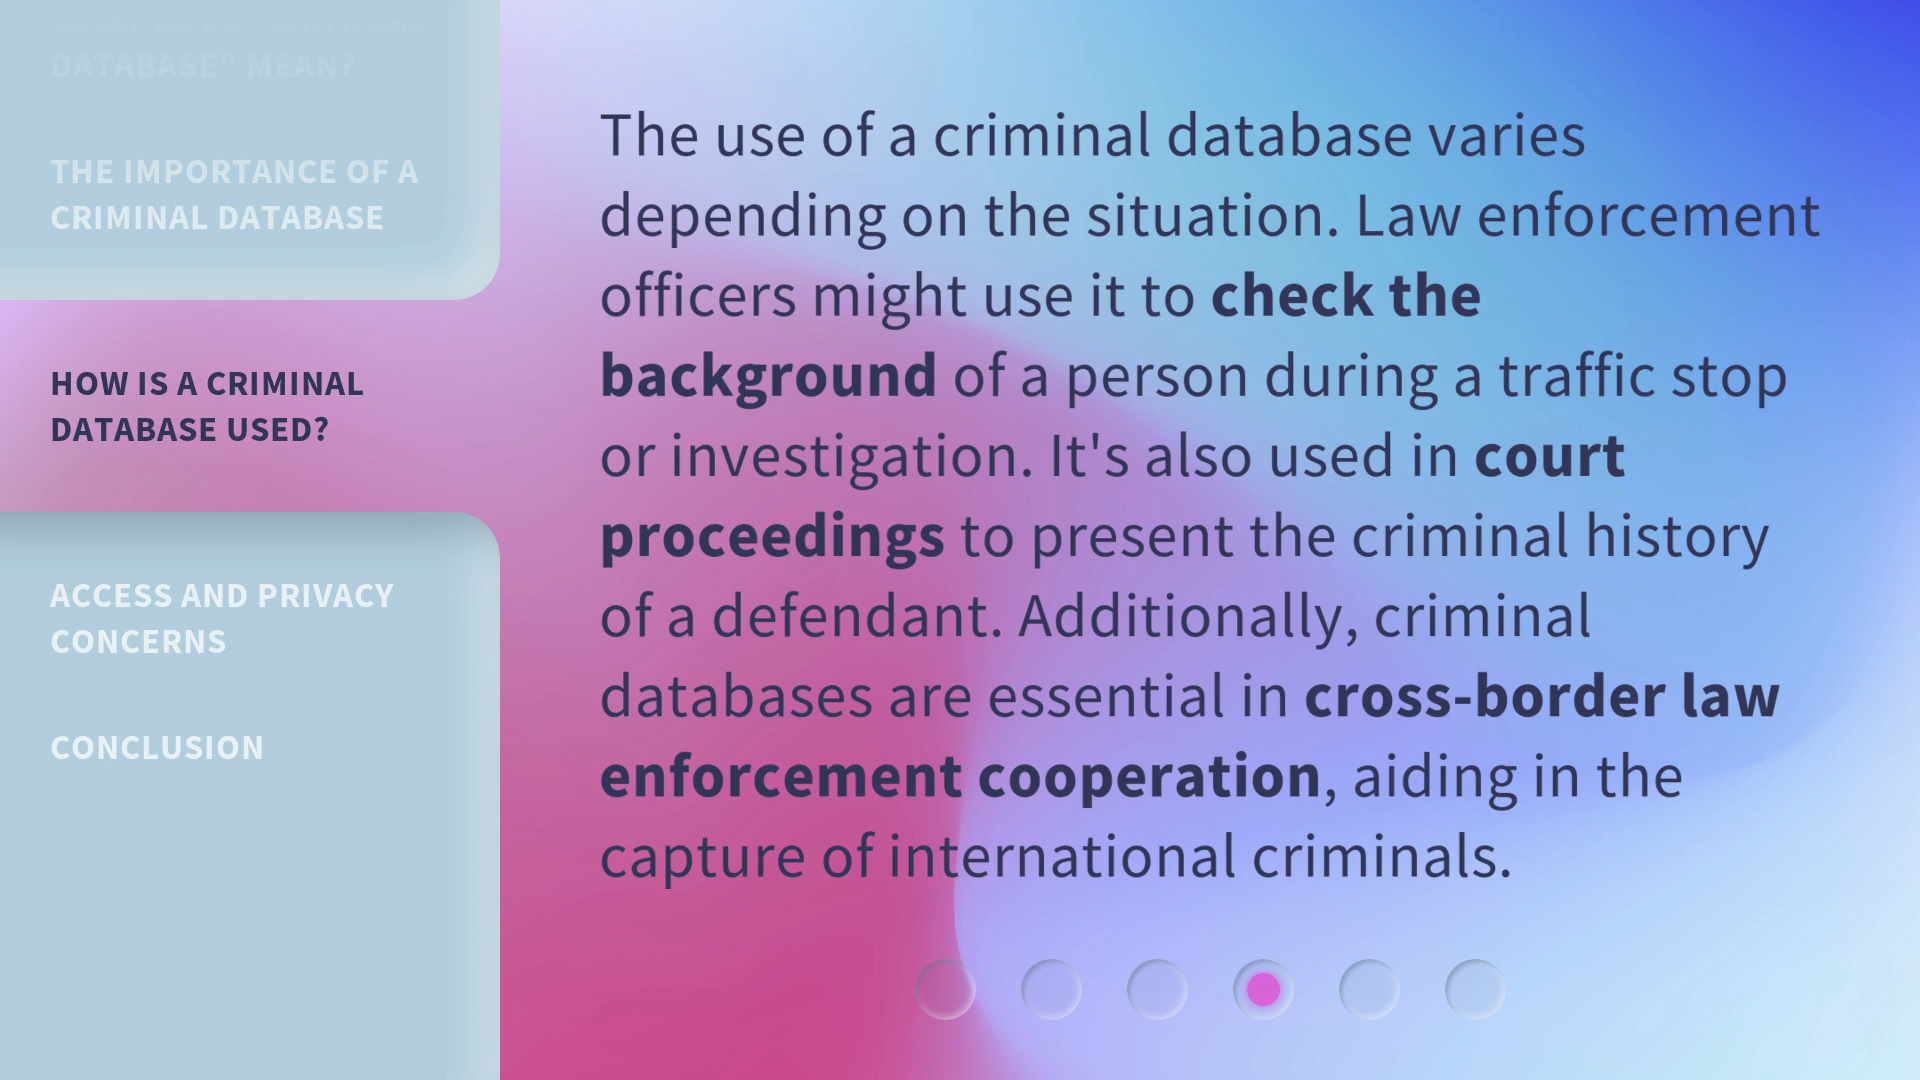 DATABASE" MEAN?
THE IMPORTANCE OF A
CRIMINAL DATABASE
HOW IS A CRIMINAL
DATABASE USED?
ACCESS AND PRIVACY
CONCERNS
CONCLUSION
The use of a criminal database varies
depending on the situation. Law enforcement
officers might use it to check the
background of a person during a traffic stop
or investigation. It's also used in court
proceedings to present the criminal history
of a defendant. Additionally, criminal
databases are essential in cross-border law
enforcement cooperation, aiding in the
capture of international criminals.